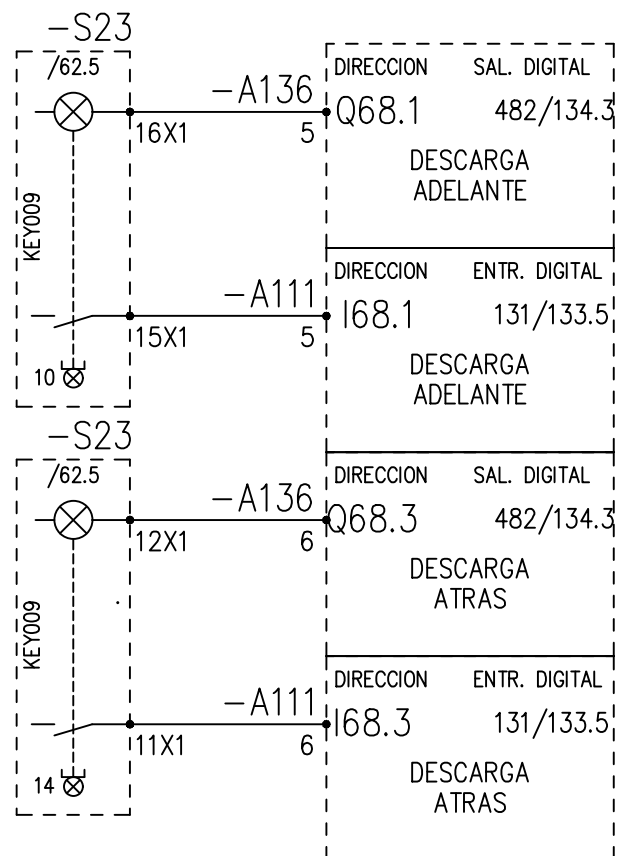 -S23
/62.5
KEY009
-A136
16X1
5
DIRECCION SAL. DIGITAL
Q68.1 482/134.3
DESCARGA
ADELANTE
-A111
15X1
5
10
DIRECCION ENTR. DIGITAL
I68.1 131/133.5
DESCARGA
ADELANTE
-S23
/62.5
KEY009
-A136
12X1
6
DIRECCION SAL. DIGITAL
Q68.3 482/134.3
DESCARGA
ATRAS
-A111
11X1
6
14
DIRECCION ENTR. DIGITAL
I68.3 131/133.5
DESCARGA
ATRAS